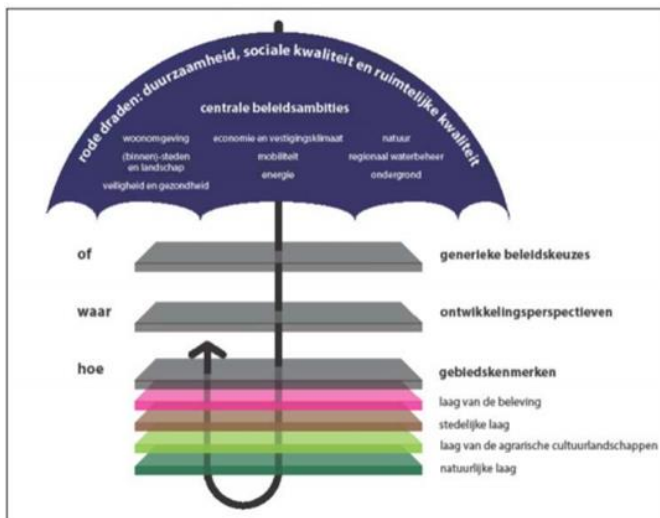 rode draden: duurzaamheid, sociale kwaliteit en ruimtelijke kwaliteit
centrale beleidsambities
woonomgeving
(binnen)-steden
en landschap
veiligheid en gezondheid
economie en vestigingsklimaat
mobiliteit
energie
natuur
regionaal waterbeheer
ondergrond
of
generieke beleidskeuzes
waar
ontwikkelingsperspectieven
hoe
gebiedskenmerken
laag van de beleving
stedelijke laag
laag van de agrarische cultuurlandschappen
natuurlijke laag